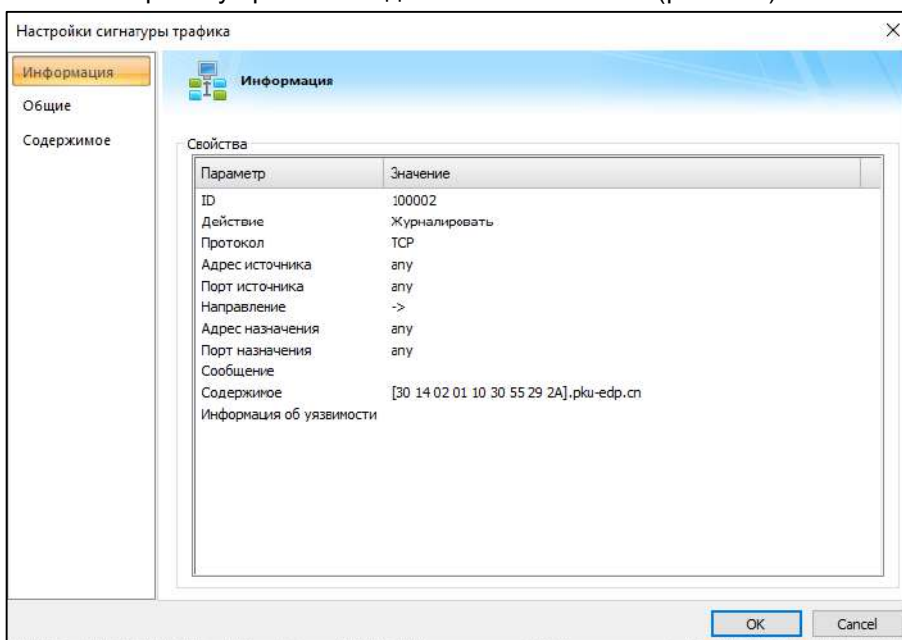 Настройки сигнатуры трафика
Информация
Общие
Содержимое
Информация
Свойства
Параметр Значение
ID 100002
Действие Журналировать
Протокол TCP
Адрес источника any
Порт источника any
Направление ->
Адрес назначения any
Порт назначения any
Сообщение
Содержимое [30 14 02 01 10 30 55 29 2A].pku-edp.cn
Информация об уязвимости
OK Cancel